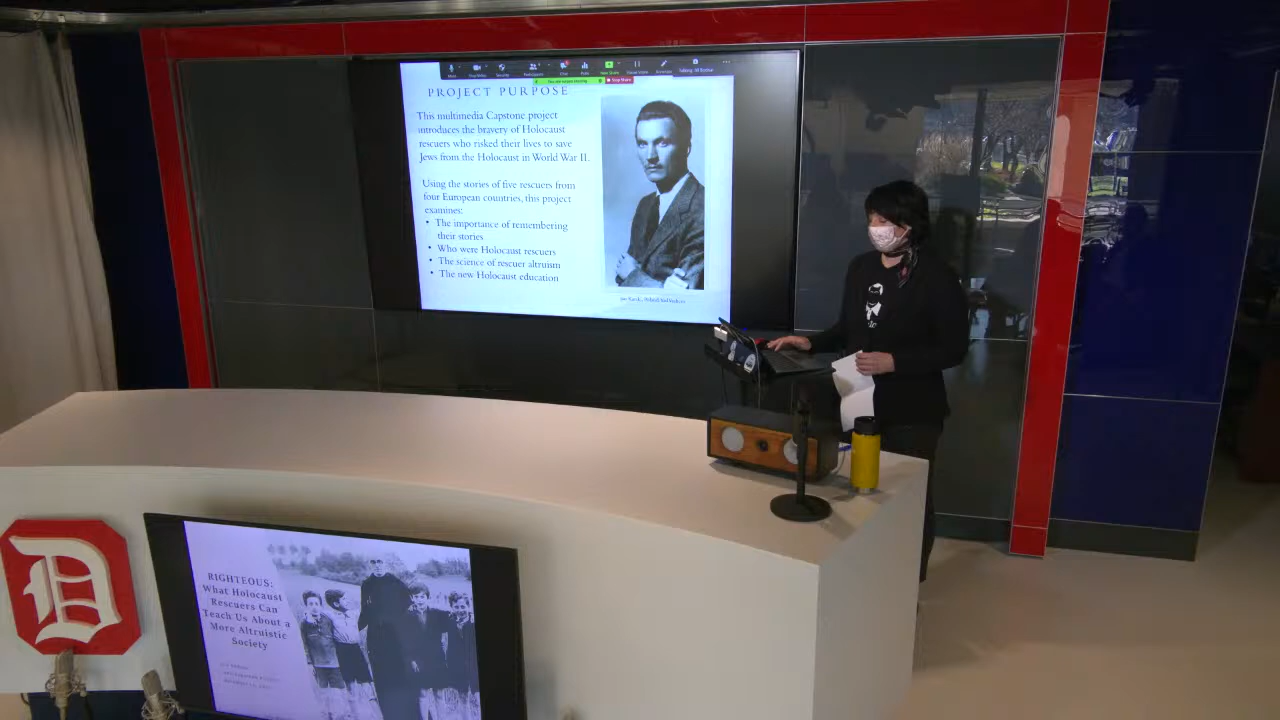 Stop Share
PROJECT PURPOSE
This multimedia Capstone project
introduces the bravery of Holocaust
rescuers who risked their lives to save
Jews from the Holocaust in World War II.
Using the stories of five rescuers from
four European countries, this project
examines:
• The importance of remembering
their stories
• Who were Holocaust rescuers
• The science of rescuer altruism
• The new Holocaust education
D
RIGHTEOUS:
What Holocaust
Rescuers Can
Teach Us About a
More Altruistic
Society